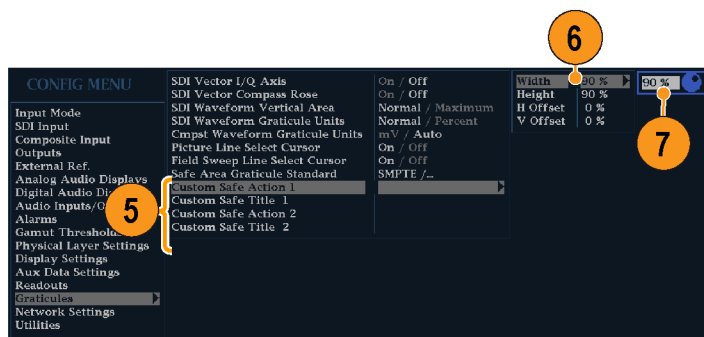 6
CONFIG MENU
Input Mode
SDI Input
Composite Input
Outputs
External Ref.
Analog Audio Displays
Digital Audio Di
Audio Inputs/O
Alarms
Gamut Threshold
Physical Layer Settings
Display Settings
Aux Data Settings
Readouts
Graticules
Network Settings
Utilities
5
SDI Vector I/Q Axis On / Off
SDI Vector Compass Rose On / Off
SDI Waveform Vertical Area Normal / Maximum
SDI Waveform Graticule Units Normal / Percent
Cmpst Waveform Graticule Units mV / Auto
Picture Line Select Cursor On / Off
Field Sweep Line Select Cursor On / Off
Safe Area Graticule Standard SMPTE /...
Custom Safe Action 1
Custom Safe Title 1
Custom Safe Action 2
Custom Safe Title 2
Width 90 %
Height 90 %
H Offset 0 %
V Offset 0 %
90 %
7